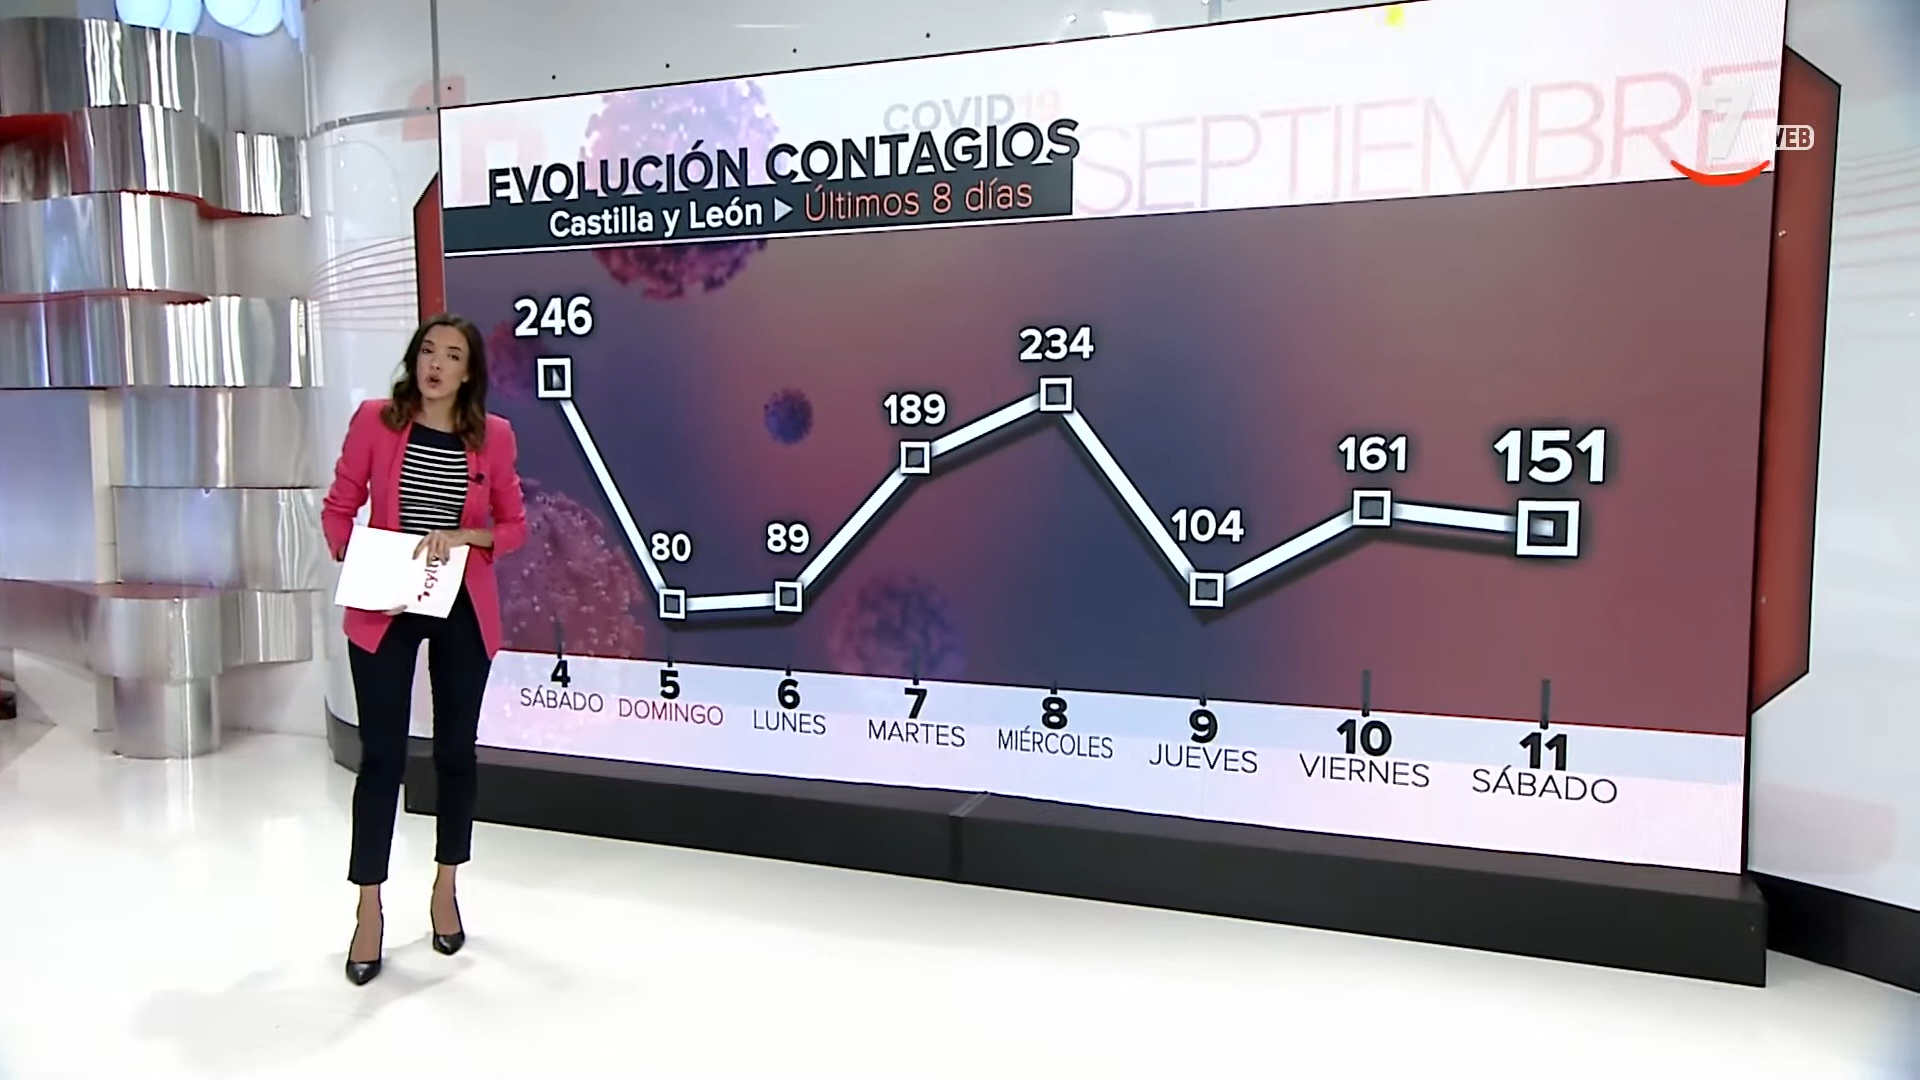 COVID19
SEPTIEMBRE
7
WEB
EVOLUCIÓN CONTAGIOS
Castilla y León ▶ Últimos 8 días
246
80
89
189
234
104
161
151
4
SÁBADO
5
DOMINGO
6
LUNES
7
MARTES
8
MIÉRCOLES
9
JUEVES
10
VIERNES
11
SÁBADO
cyl